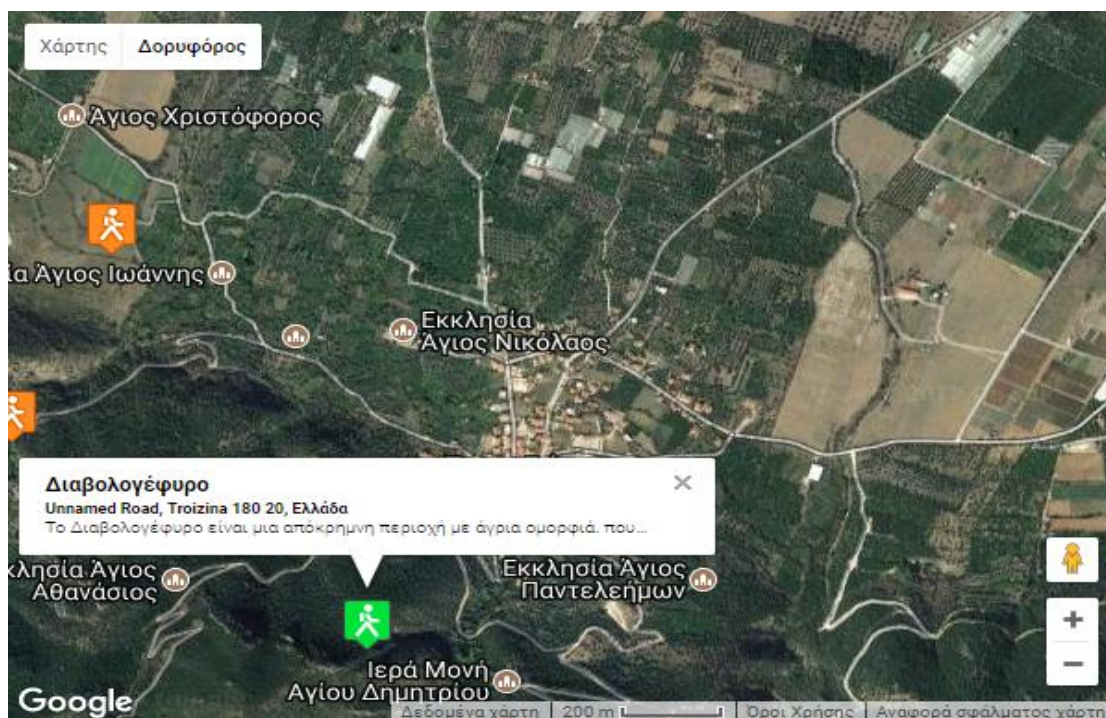 Χάρτης Δορυφόρος
Άγιος Χριστόφορος
ία Άγιος Ιωάννης
Εκκλησία
Άγιος Νικόλαος
Διαβολογέφυρο
Unnamed Road, Troizina 180 20, Ελλάδα
Το Διαβολογέφυρο είναι μια απόκρημνη περιοχή με άγρια ομορφιά. που...
κλησία Άγιος
Αθανάσιος
Εκκλησία Άγιος
Παντελεήμων
Ιερά Μονή
Αγίου Δημητρίου
Google
Δεδομένα χάρτη 200 m Όροι Χρήσης Αναφορά σφάλματος χάρτη